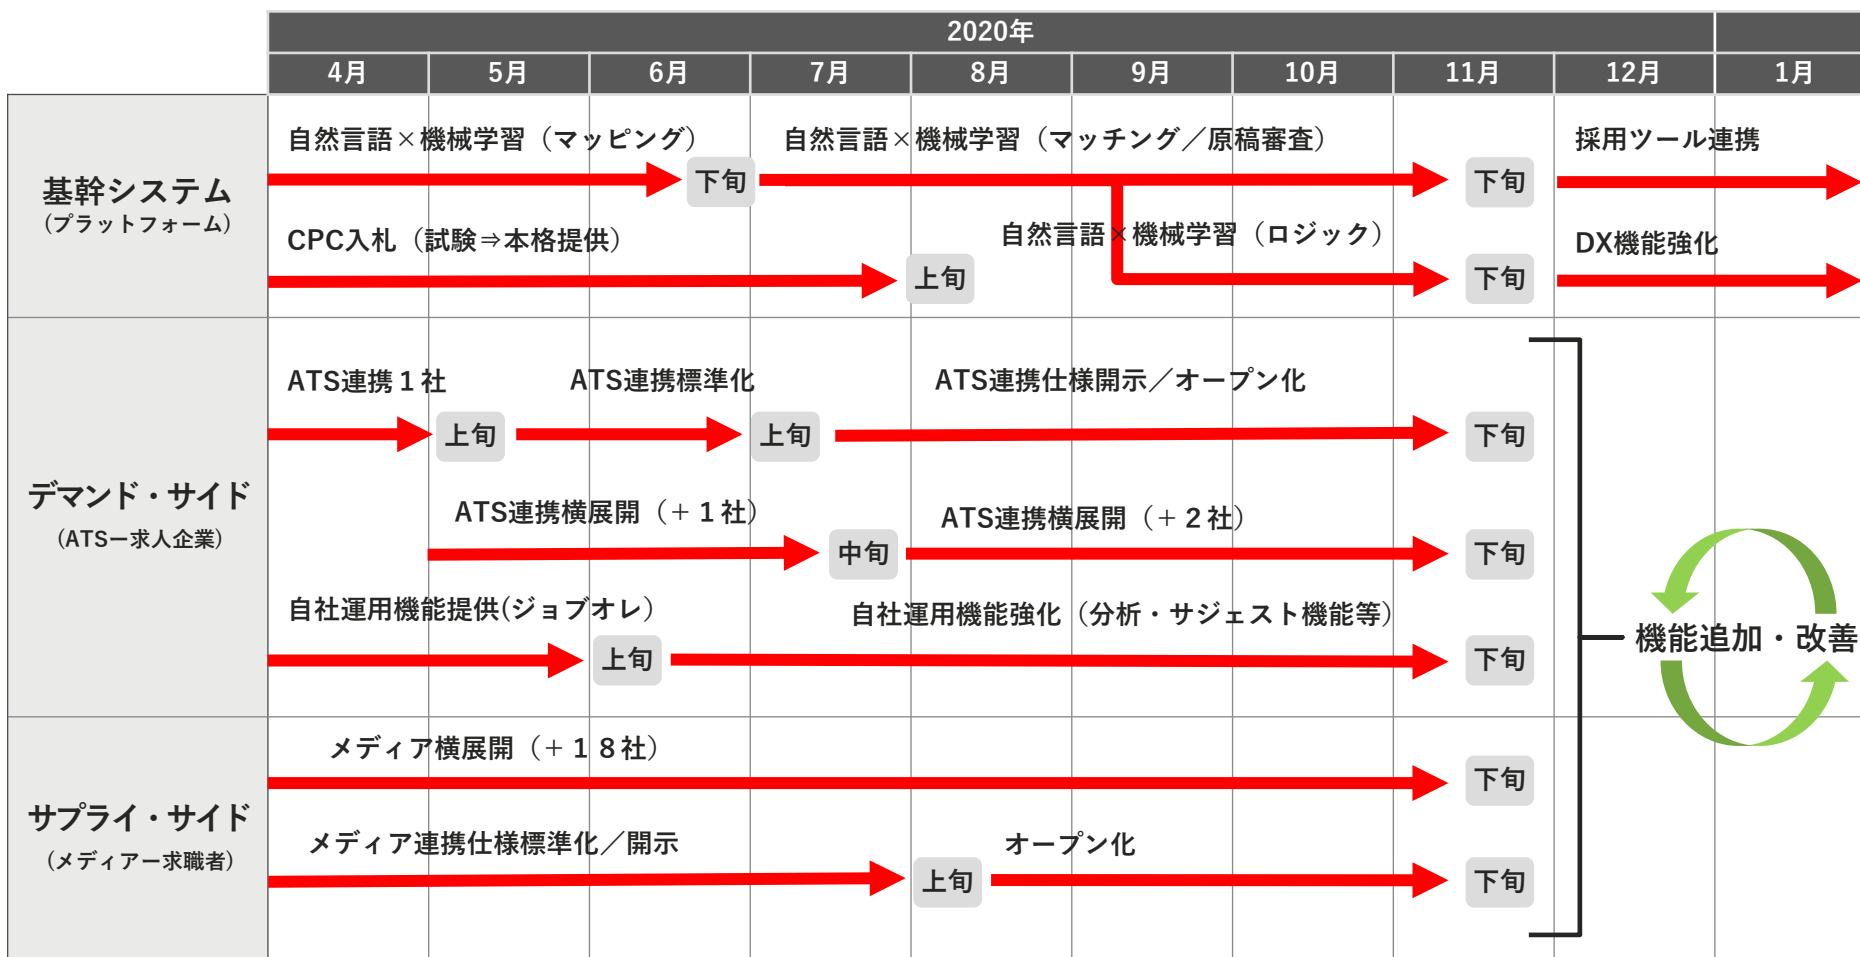 2020年
4月 5月 6月 7月 8月 9月 10月 11月 12月 1月
基幹システム
(プラットフォーム)
自然言語×機械学習（マッピング） 自然言語×機械学習（マッチング／原稿審査） 採用ツール連携
下旬 下旬
CPC入札（試験⇒本格提供） 自然言語×機械学習（ロジック） DX機能強化
上旬 下旬
デマンド・サイド
(ATSー求人企業)
ATS連携１社 ATS連携標準化 ATS連携仕様開示／オープン化
上旬 上旬 下旬
ATS連携横展開（＋１社） ATS連携横展開（＋２社）
中旬 下旬
自社運用機能提供(ジョブオレ） 自社運用機能強化（分析・サジェスト機能等）
上旬 下旬
機能追加・改善
サプライ・サイド
(メディアー求職者)
メディア横展開（＋１８社）
下旬
メディア連携仕様標準化／開示 オープン化
上旬 下旬